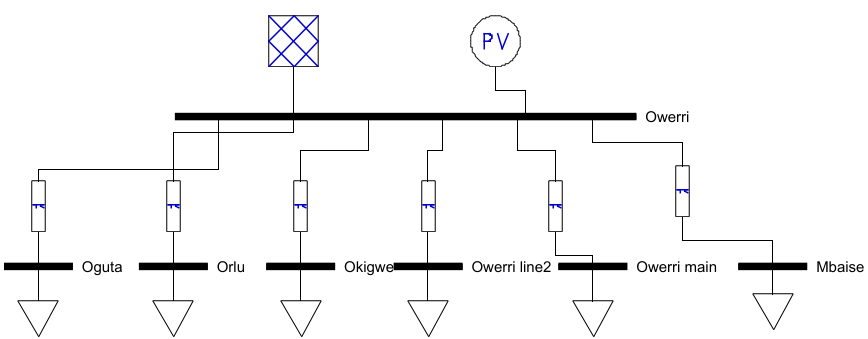 PV
Owerri
Oguta
Orlu
Okigwe
Owerri line2
Owerri main
Mbaise